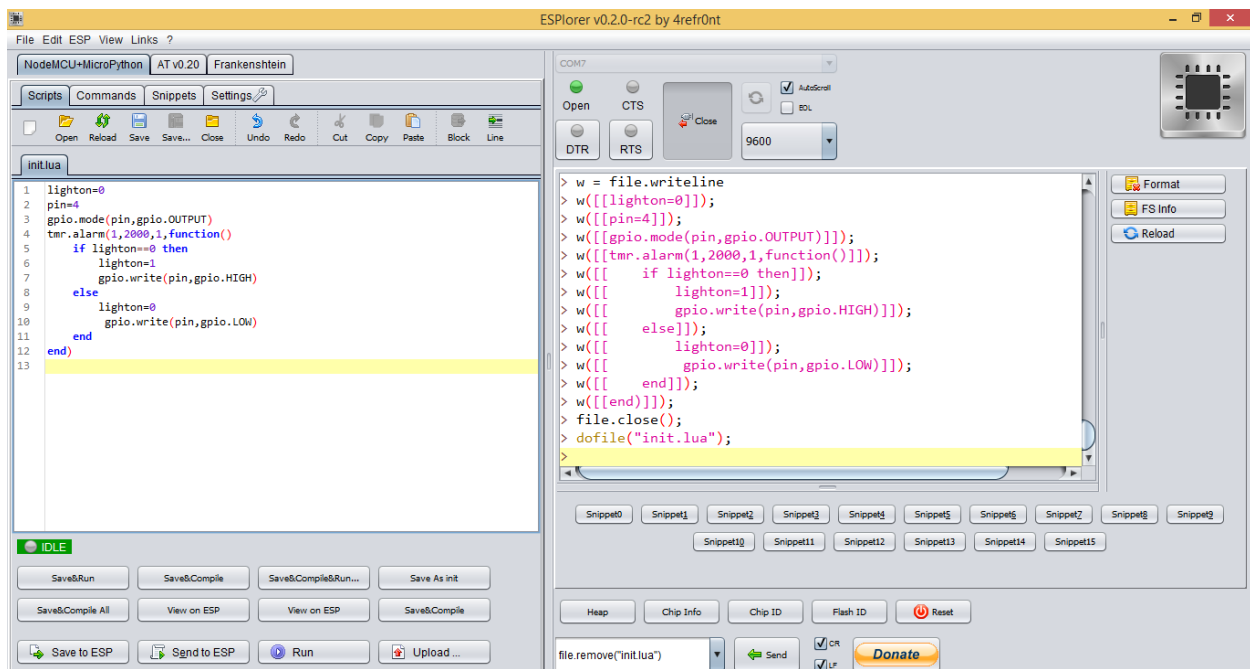 ESPlorer v0.2.0-rc2 by 4refr0nt
File Edit ESP View Links ?
NodeMCU+MicroPython AT v0.20 Frankenshtein
Scripts Commands Snippets Settings
Open Reload Save Save... Close Undo Redo Cut Copy Paste Block Line
init.lua
1 lighton=0
2 pin=4
3 gpio.mode(pin,gpio.OUTPUT)
4 tmr.alarm(1,2000,1,function()
5     if lighton==0 then
6         lighton=1
7         gpio.write(pin,gpio.HIGH)
8     else
9         lighton=0
10          gpio.write(pin,gpio.LOW)
11     end
12 end)
13
IDLE
Save&Run Save&Compile Save&Compile&Run... Save As init
Save&Compile All View on ESP View on ESP Save&Compile
Save to ESP Send to ESP Run Upload ...
COM7
Open CTS Close AutoScroll
EOL
DTR RTS 9600
> w = file.writeline
> w([[lighton=0]]);
> w([[pin=4]]);
> w([[gpio.mode(pin,gpio.OUTPUT)]]);
> w([[tmr.alarm(1,2000,1,function()]]);
> w([[    if lighton==0 then]]);
> w([[        lighton=1]]);
> w([[        gpio.write(pin,gpio.HIGH)]]);
> w([[    else]]);
> w([[        lighton=0]]);
> w([[         gpio.write(pin,gpio.LOW)]]);
> w([[    end]]);
> w([[end)]]);
> file.close();
> dofile("init.lua");
>
Format
FS Info
Reload
Snippet0 Snippet1 Snippet2 Snippet3 Snippet4 Snippet5 Snippet6 Snippet7 Snippet8 Snippet9
Snippet10 Snippet11 Snippet12 Snippet13 Snippet14 Snippet15
Heap Chip Info Chip ID Flash ID Reset
file.remove("init.lua") Send CR Donate
LF